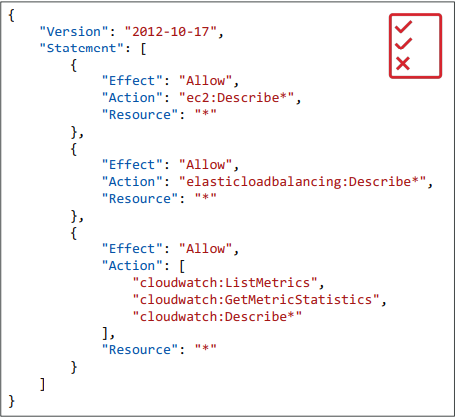 {
    "Version": "2012-10-17",
    "Statement": [
        {
            "Effect": "Allow",
            "Action": "ec2:Describe*",
            "Resource": "*"
        },
        {
            "Effect": "Allow",
            "Action": "elasticloadbalancing:Describe*",
            "Resource": "*"
        },
        {
            "Effect": "Allow",
            "Action": [
                "cloudwatch:ListMetrics",
                "cloudwatch:GetMetricStatistics",
                "cloudwatch:Describe*"
            ],
            "Resource": "*"
        }
    ]
}